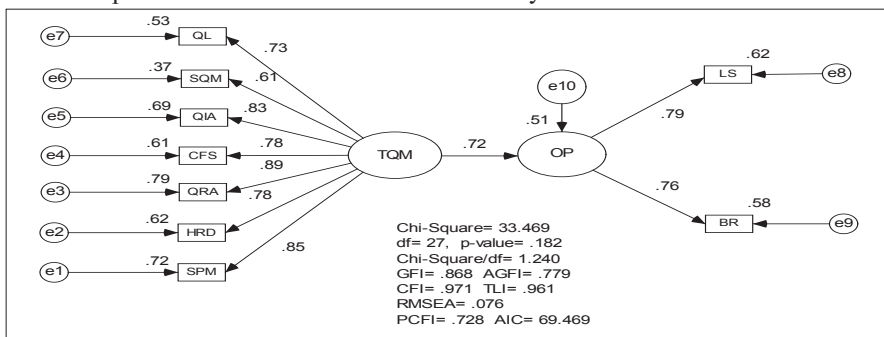 e7 .53 QL .73
e6 .37 SQM .61
e5 .69 QIA .83
e4 .61 CFS .78
e3 .79 QRA .89
e2 .62 HRD .78
e1 .72 SPM .85
TQM .72 OP
e10 .51
.79 LS .62 e8
.76 BR .58 e9
Chi-Square= 33.469
df= 27, p-value= .182
Chi-Square/df= 1.240
GFI= .868 AGFI= .779
CFI= .971 TLI= .961
RMSEA= .076
PCFI= .728 AIC= 69.469